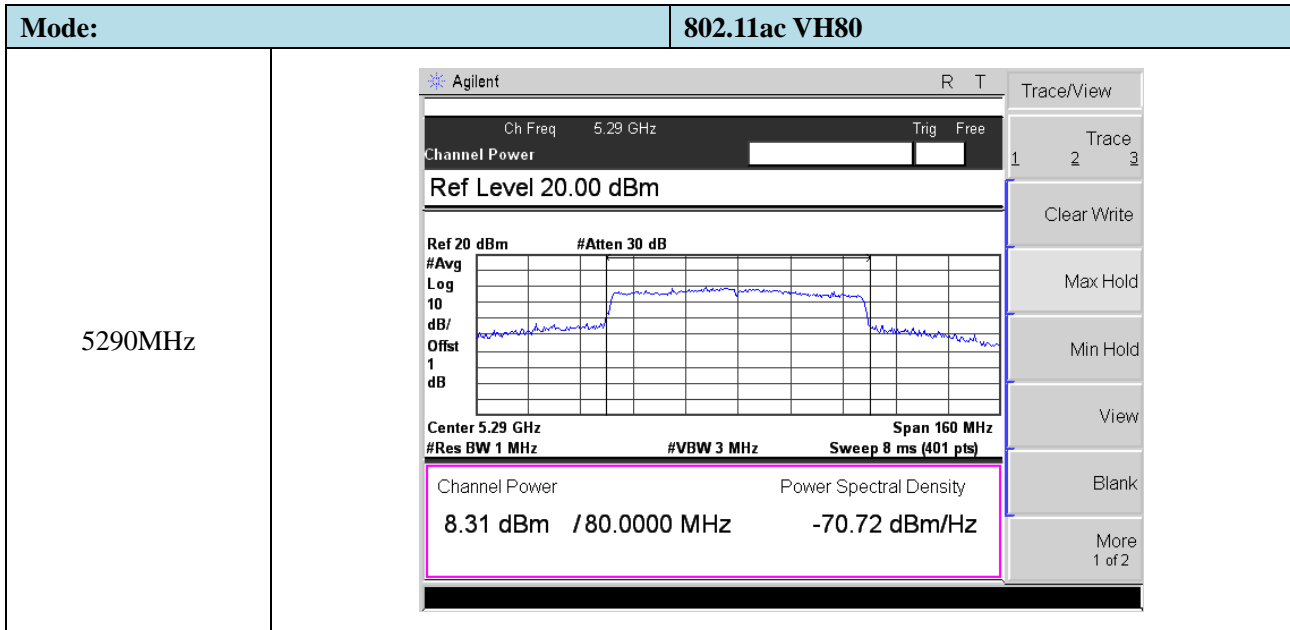 Mode: 802.11ac VH80
5290MHz
Agilent R T
Trace/View
Ch Freq 5.29 GHz Trig Free
Channel Power
Trace
1 2 3
Ref Level 20.00 dBm
Clear Write
Ref 20 dBm #Atten 30 dB
#Avg
Log
10
dB/
Offst
1
dB
Max Hold
Min Hold
Center 5.29 GHz Span 160 MHz
#Res BW 1 MHz #VBW 3 MHz Sweep 8 ms (401 pts)
View
Channel Power Power Spectral Density
8.31 dBm /80.0000 MHz -70.72 dBm/Hz
Blank
More
1 of 2